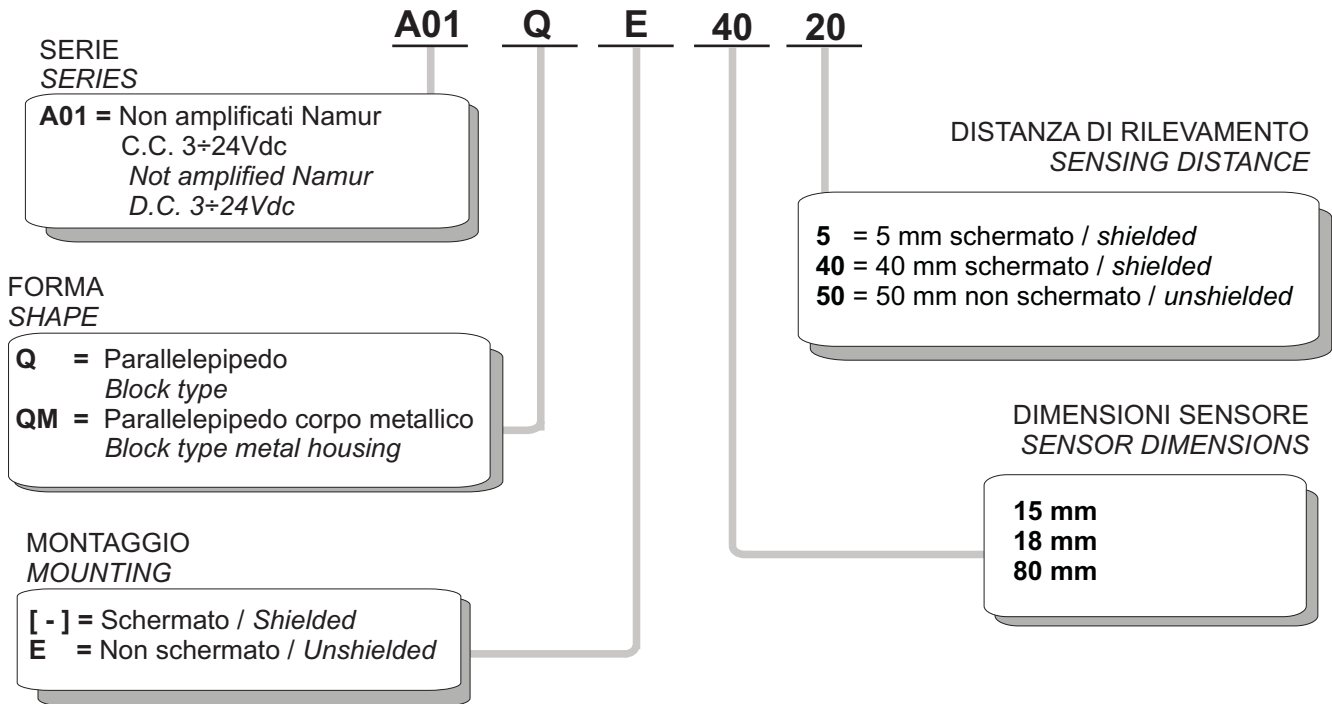 A01 Q E 40 20
SERIE
SERIES
A01 = Non amplificati Namur
C.C. 3÷24Vdc
Not amplified Namur
D.C. 3÷24Vdc
DISTANZA DI RILEVAMENTO
SENSING DISTANCE
5 = 5 mm schermato / shielded
40 = 40 mm schermato / shielded
50 = 50 mm non schermato / unshielded
FORMA
SHAPE
Q = Parallelepipedo
Block type
QM = Parallelepipedo corpo metallico
Block type metal housing
DIMENSIONI SENSORE
SENSOR DIMENSIONS
15 mm
18 mm
80 mm
MONTAGGIO
MOUNTING
[ - ] = Schermato / Shielded
E = Non schermato / Unshielded